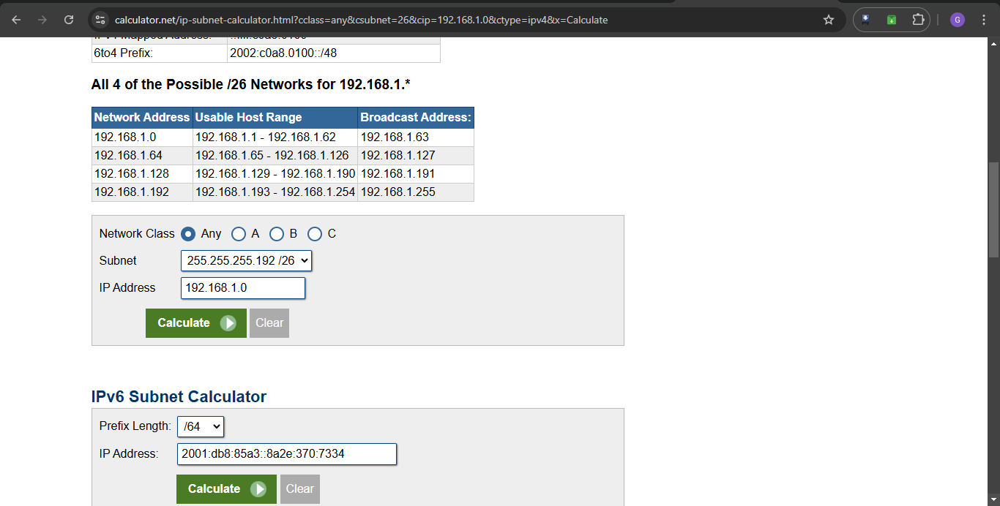 calculator.net/ip-subnet-calculator.html?cclass=any&csubnet=26&cip=192.168.1.0&ctype=ipv4&x=Calculate
G
6to4 Prefix: 2002:c0a8.0100::/48
All 4 of the Possible /26 Networks for 192.168.1.*
Network Address Usable Host Range Broadcast Address:
192.168.1.0 192.168.1.1 - 192.168.1.62 192.168.1.63
192.168.1.64 192.168.1.65 - 192.168.1.126 192.168.1.127
192.168.1.128 192.168.1.129 - 192.168.1.190 192.168.1.191
192.168.1.192 192.168.1.193 - 192.168.1.254 192.168.1.255
Network Class Any A B C
Subnet 255.255.255.192 /26
IP Address 192.168.1.0
Calculate Clear
IPv6 Subnet Calculator
Prefix Length: /64
IP Address: 2001:db8:85a3::8a2e:370:7334
Calculate Clear